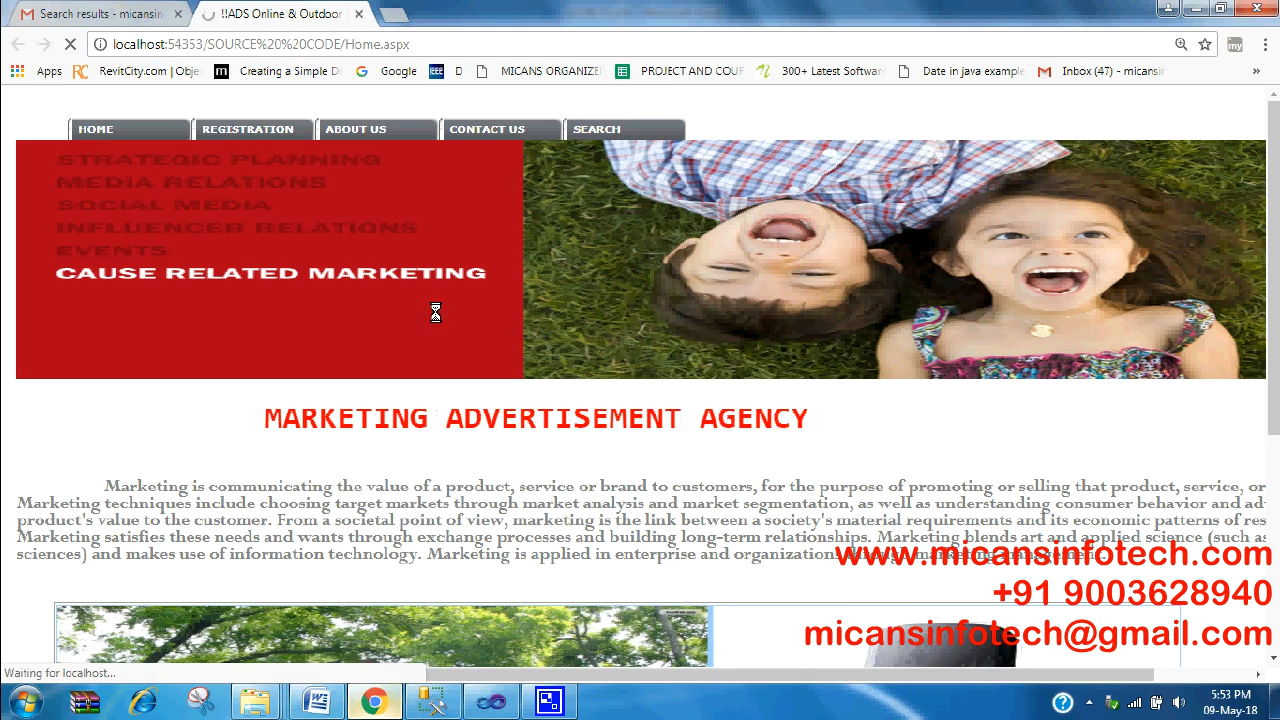 Search results - micansin
!!ADS Online & Outdoor
localhost:54353/SOURCE%20%20CODE/Home.aspx
Apps
RevitCity.com | Obje
Creating a Simple D
Google
IEEE
D
MICANS ORGANIZER
PROJECT AND COUR
300+ Latest Softwar
Date in java example
Inbox (47) - micansin
my
HOME
REGISTRATION
ABOUT US
CONTACT US
SEARCH
STRATEGIC PLANNING
MEDIA RELATIONS
SOCIAL MEDIA
INFLUENCER RELATIONS
EVENTS
CAUSE RELATED MARKETING
MARKETING ADVERTISEMENT AGENCY
Marketing is communicating the value of a product, service or brand to customers, for the purpose of promoting or selling that product, service, or
Marketing techniques include choosing target markets through market analysis and market segmentation, as well as understanding consumer behavior and ad
product's value to the customer. From a societal point of view, marketing is the link between a society's material requirements and its economic patterns of res
Marketing satisfies these needs and wants through exchange processes and building long-term relationships. Marketing blends art and applied science (such as
sciences) and makes use of information technology. Marketing is applied in enterprise and organizations through marketing management.
www.micansinfotech.com
+91 9003628940
micansinfotech@gmail.com
Waiting for localhost...
5:53 PM
09-May-18